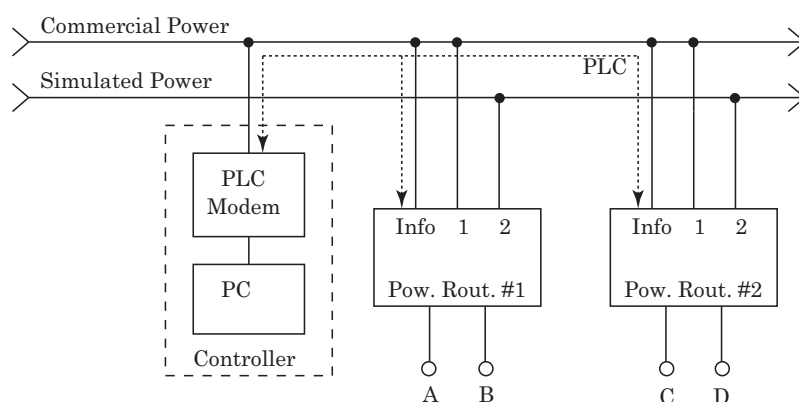 Commercial Power
PLC
Simulated Power
PLC
Modem
PC
Controller
Info 1 2
Pow. Rout. #1
A B
Info 1 2
Pow. Rout. #2
C D